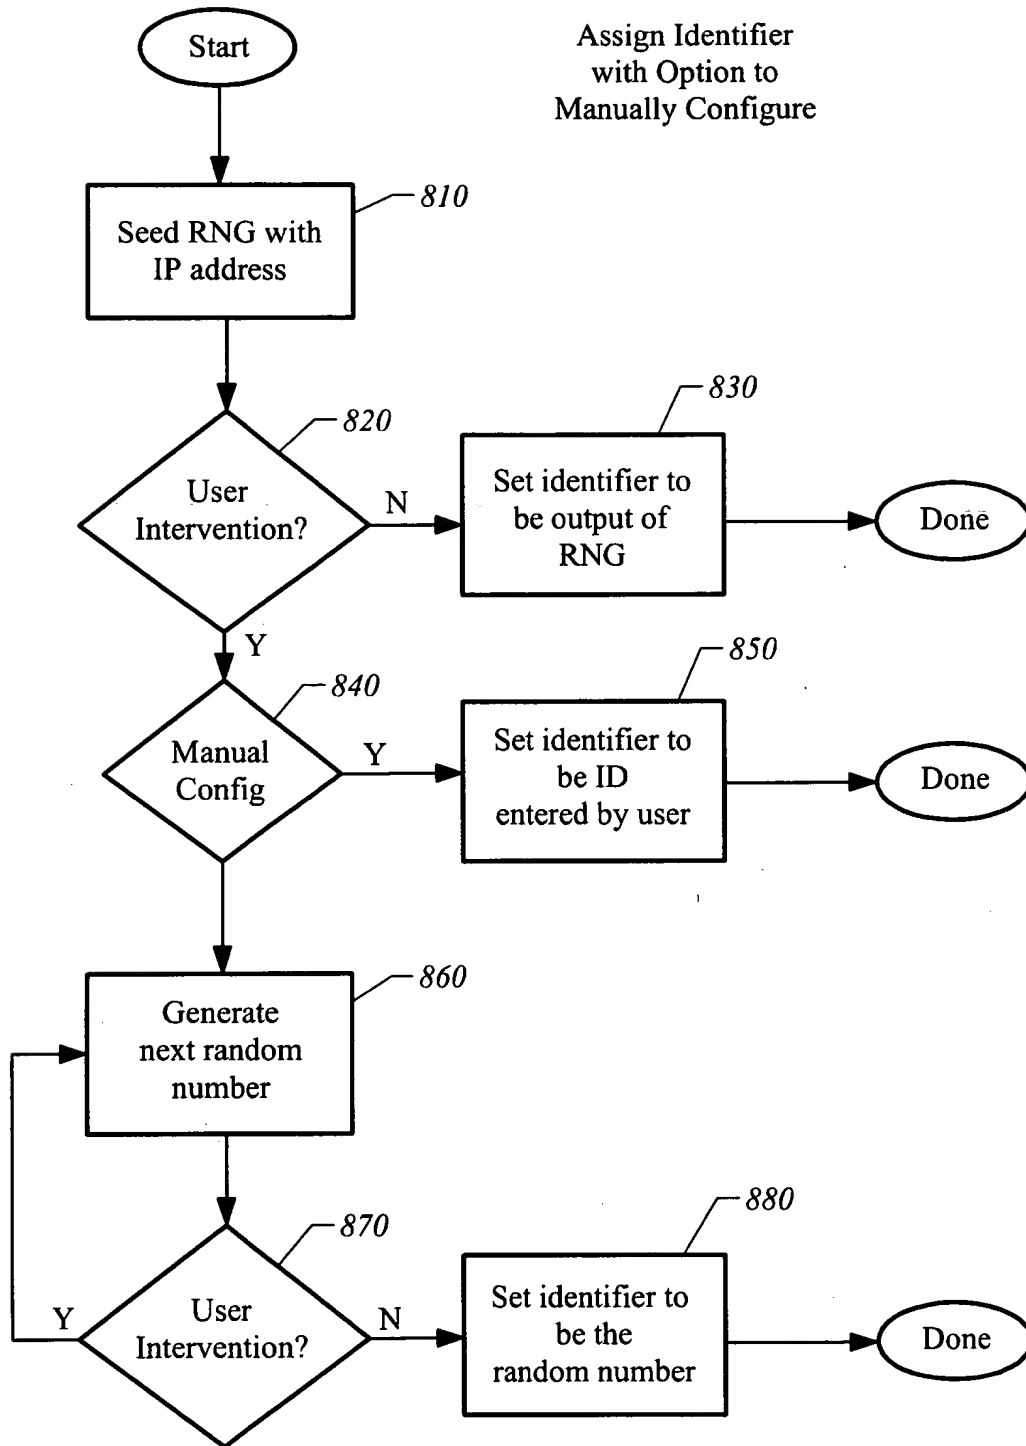 Start
Assign Identifier
with Option to
Manually Configure
810
Seed RNG with
IP address
820
User
Intervention?
N
830
Set identifier to
be output of
RNG
Done
Y
840
Manual
Config
Y
850
Set identifier to
be ID
entered by user
Done
860
Generate
next random
number
870
User
Intervention?
Y
N
880
Set identifier to
be the
random number
Done